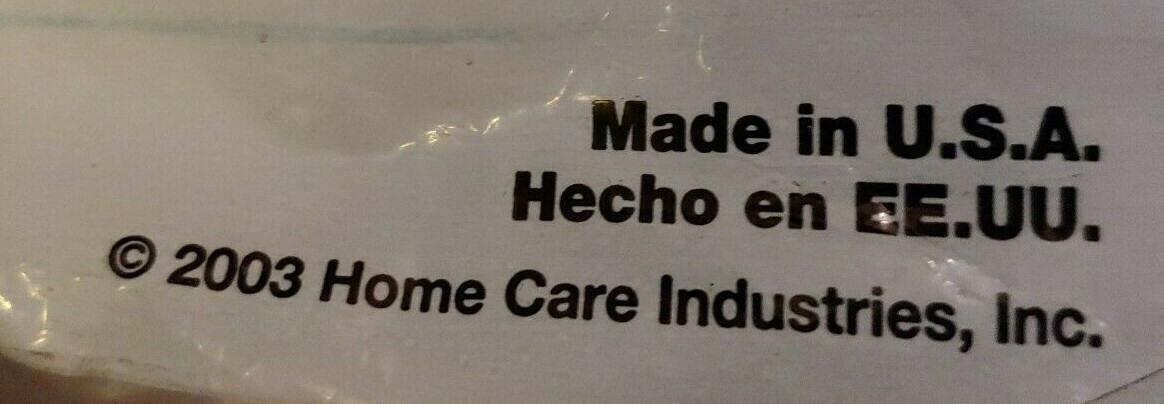 Made in U.S.A.
Hecho en EE.UU.
© 2003 Home Care Industries, Inc.